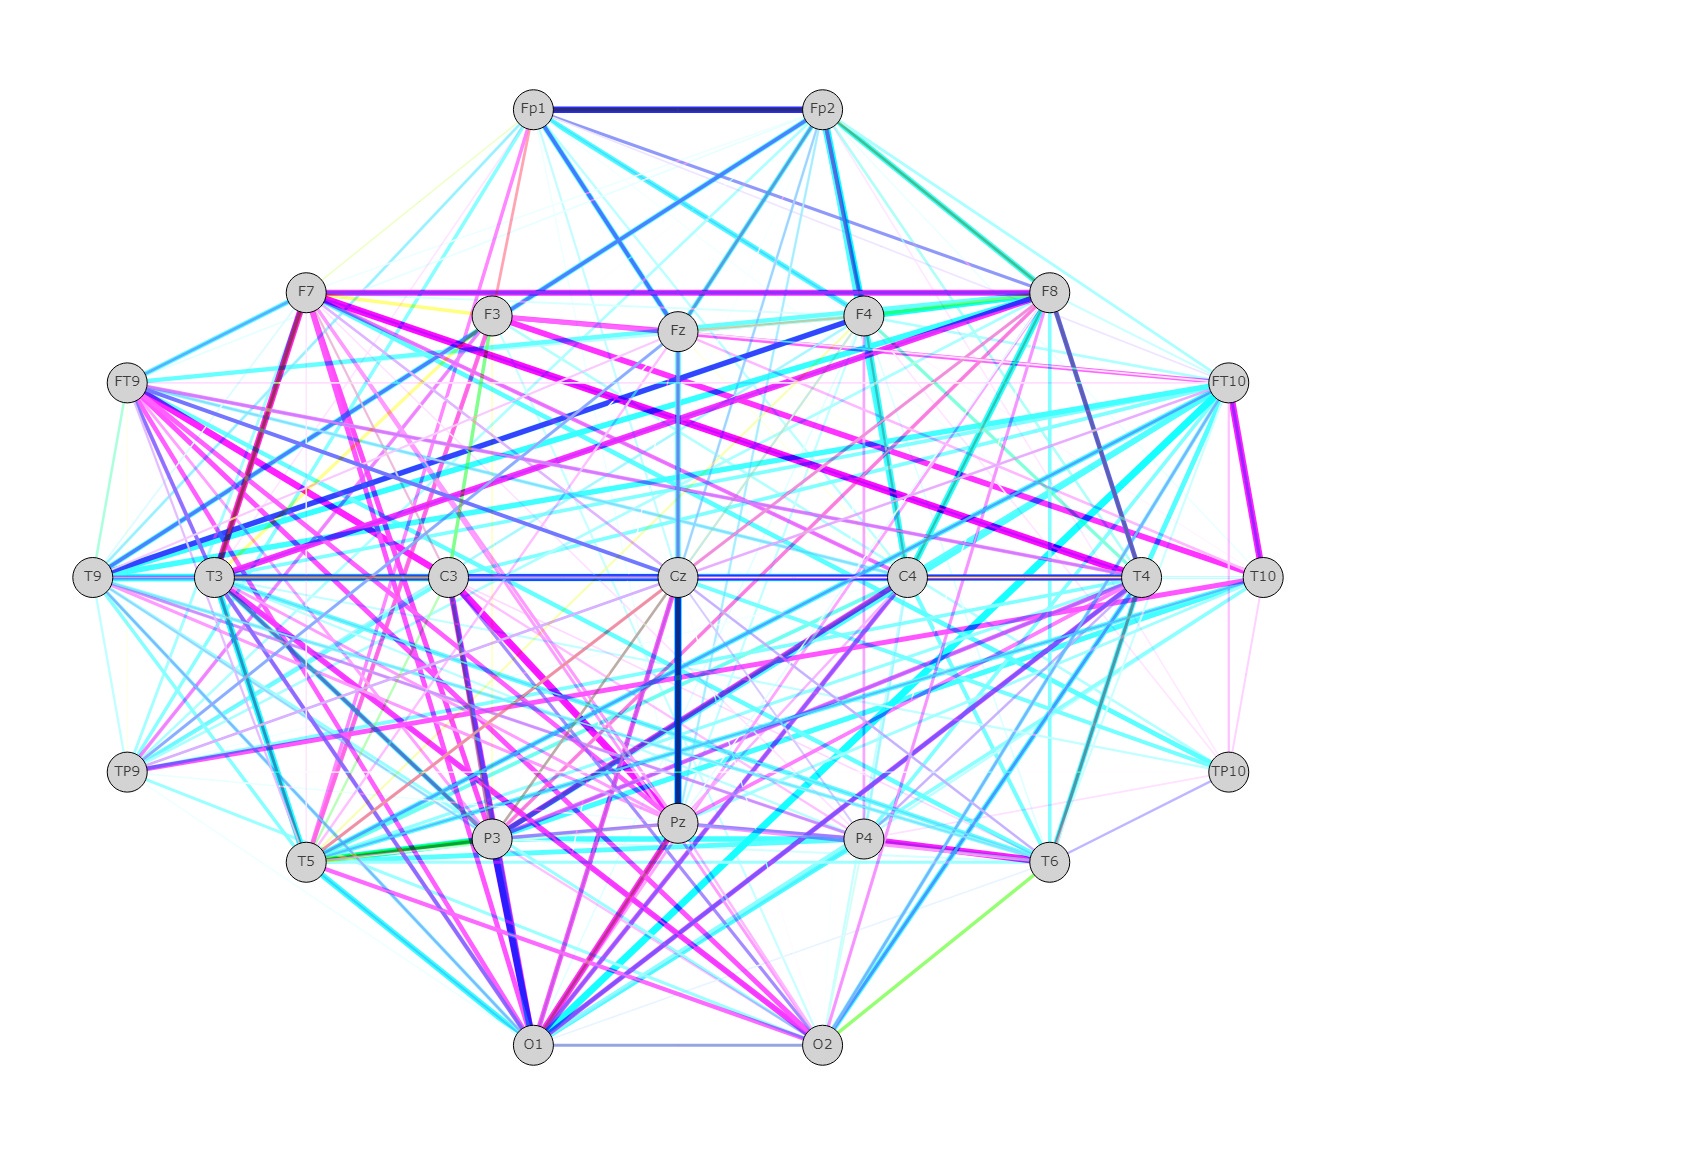 Fp1 Fp2
F7 F3 Fz F4 F8
FT9 FT10
T9 T3 C3 Cz C4 T4 T10
TP9 TP10
T5 P3 Pz P4 T6
O1 O2